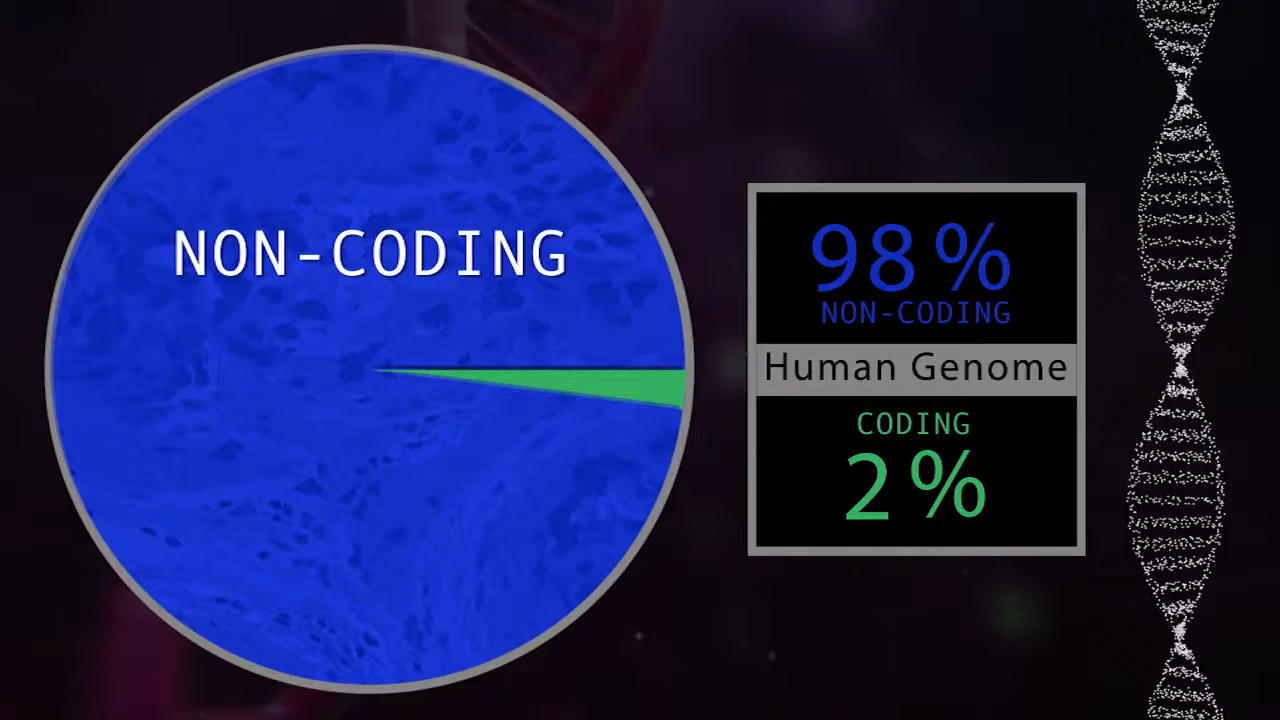 NON-CODING
98%
NON-CODING
Human Genome
CODING
2%